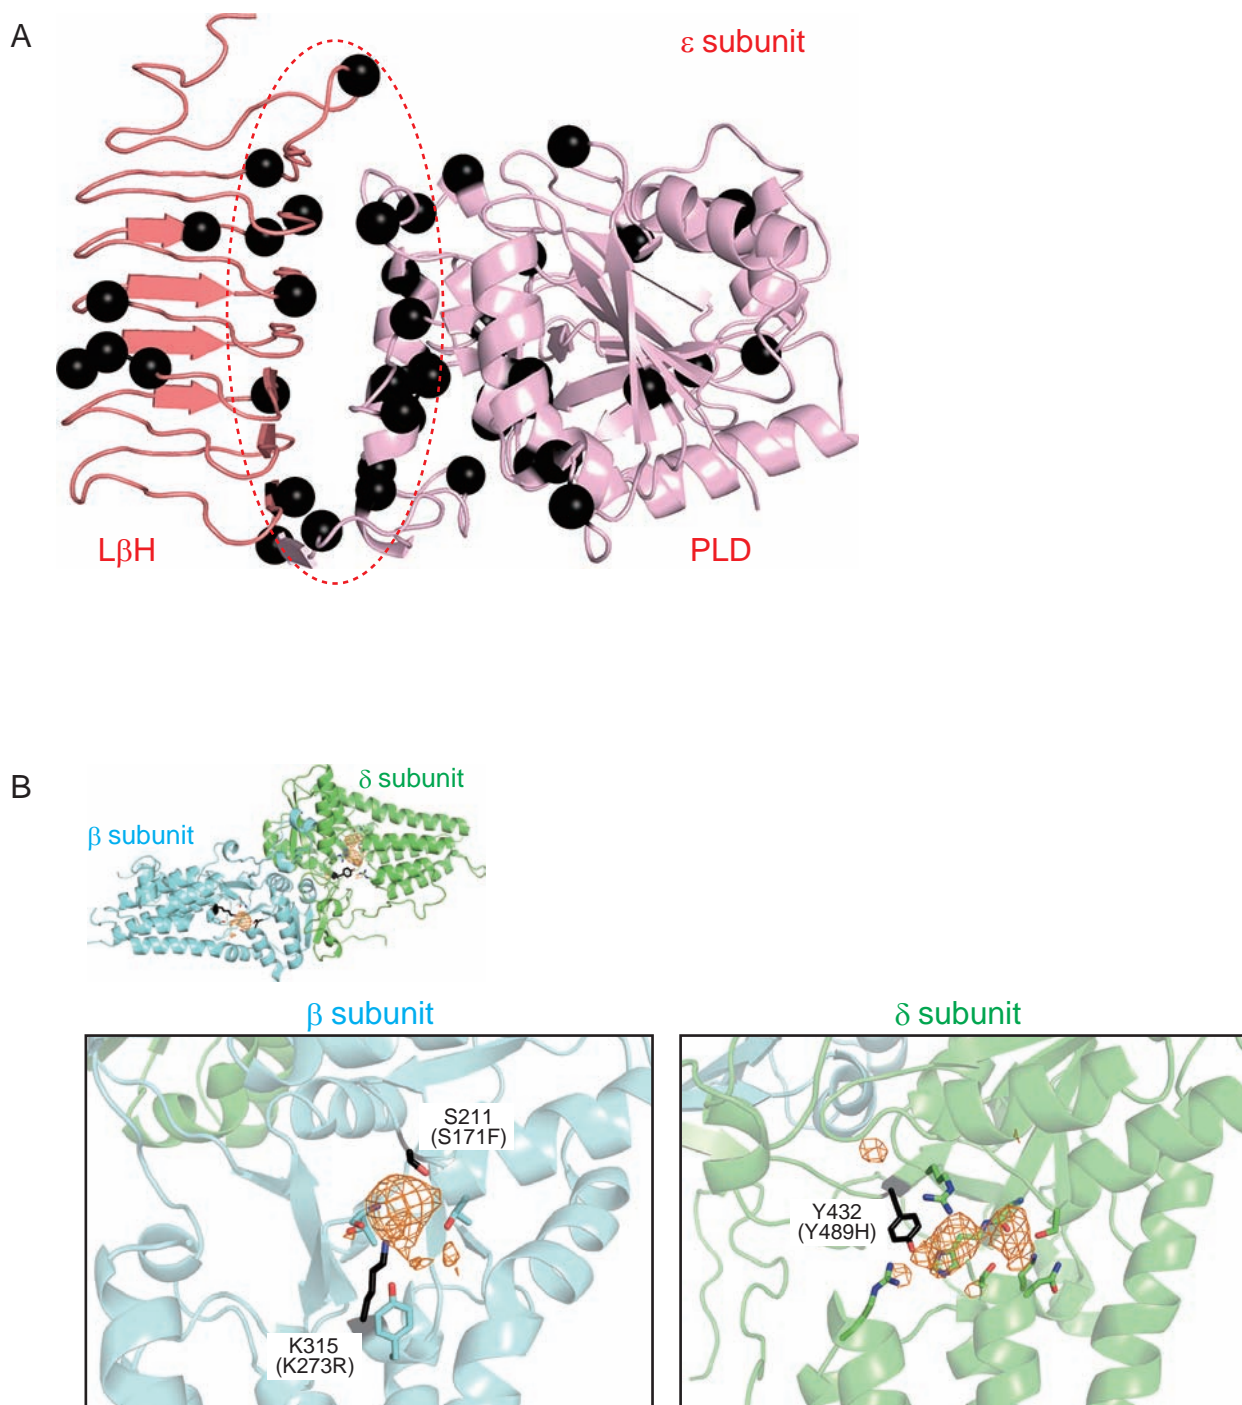 A
ε subunit
LβH
PLD
B
δ subunit
β subunit
β subunit
δ subunit
S211
(S171F)
K315
(K273R)
Y432
(Y489H)